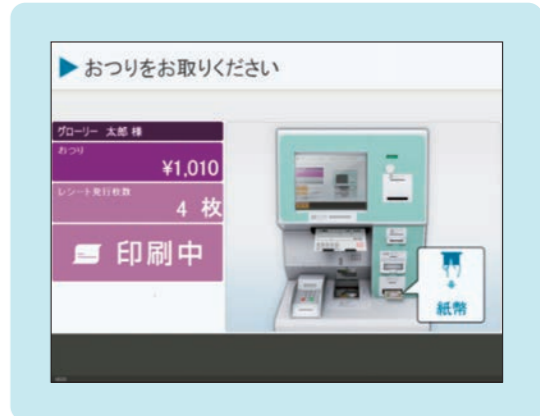 おつりをお取りください
グローリー 太郎 様
おつり
¥1,010
レシート発行枚数
4 枚
印刷中
紙幣